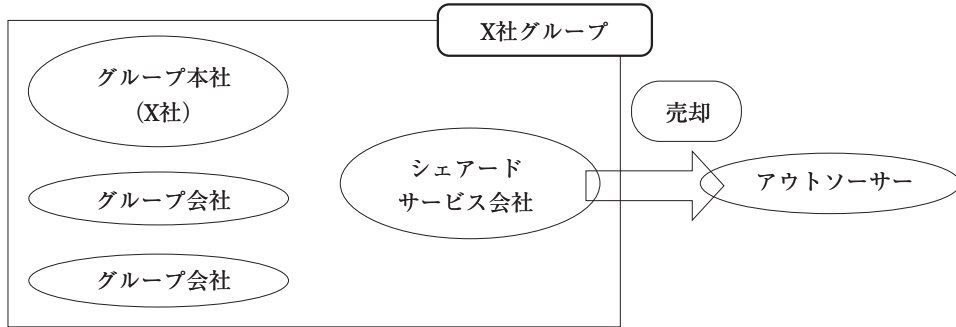 X社グループ
グループ本社
(X社)
売却
シェアード
サービス会社
アウトソーサー
グループ会社
グループ会社